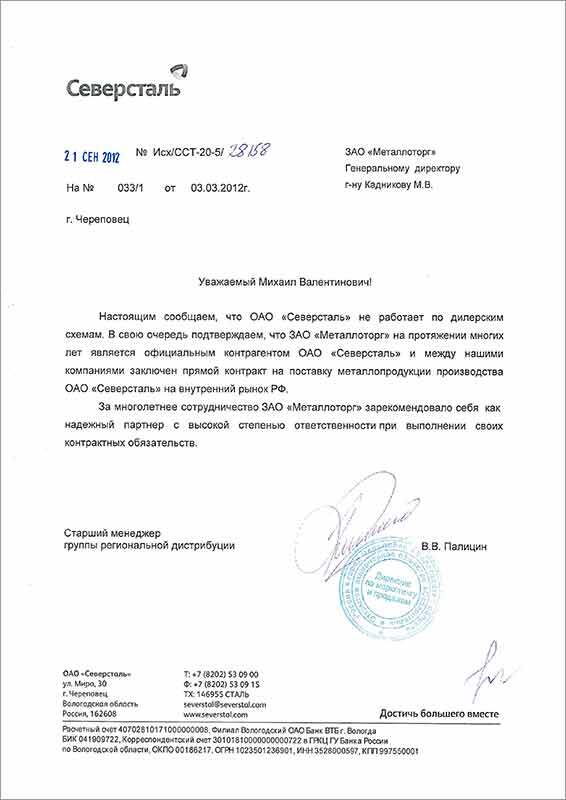 Северсталь
21 СЕН 2012 № Исх/ССТ-20-5/ 28158
На № 033/1 от 03.03.2012г.
г. Череповец
ЗАО «Металлоторг»
Генеральному директору
г-ну Кадникову М.В.
Уважаемый Михаил Валентинович!
Настоящим сообщаем, что ОАО «Северсталь» не работает по дилерским
схемам. В свою очередь подтверждаем, что ЗАО «Металлоторг» на протяжении многих
лет является официальным контрагентом ОАО «Северсталь» и между нашими
компаниями заключен прямой контракт на поставку металлопродукции производства
ОАО «Северсталь» на внутренний рынок РФ.
За многолетнее сотрудничество ЗАО «Металлоторг» зарекомендовало себя как
надежный партнер с высокой степенью ответственности при выполнении своих
контрактных обязательств.
Старший менеджер
группы региональной дистрибуции
В.В. Палицин
Дирекция
по маркетингу
и продажам
ОАО «Северсталь»
ул. Мира, 30
г. Череповец
Вологодская область
Россия, 162608
Т: +7 (8202) 53 09 00
Ф: +7 (8202) 53 09 15
ТХ: 146955 СТАЛЬ
severstal@severstal.com
www.severstal.com
Достичь большего вместе
Расчетный счет 40702810171000000008, Филиал Вологодский ОАО Банк ВТБ г. Вологда
БИК 041909722, Корреспондентский счет 30101810000000000722 в ГРКЦ ГУ Банка России
по Вологодской области, ОКПО 00186217, ОГРН 1023501236901, ИНН 3528000597, КПП 997550001